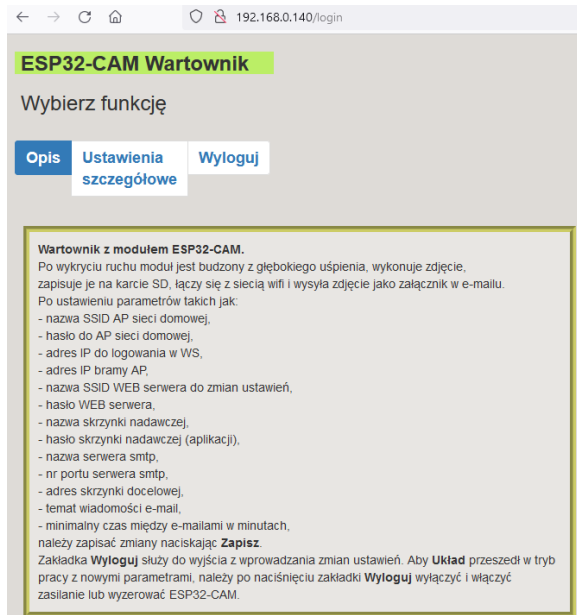 192.168.0.140/login
ESP32-CAM Wartownik
Wybierz funkcję
Opis Ustawienia szczegółowe Wyloguj
Wartownik z modułem ESP32-CAM.
Po wykryciu ruchu moduł jest budzony z głębokiego uśpienia, wykonuje zdjęcie,
zapisuje je na karcie SD, łączy się z siecią wifi i wysyła zdjęcie jako załącznik w e-mailu.
Po ustawieniu parametrów takich jak:
- nazwa SSID AP sieci domowej,
- hasło do AP sieci domowej,
- adres IP do logowania w WS,
- adres IP bramy AP,
- nazwa SSID WEB serwera do zmian ustawień,
- hasło WEB serwera,
- nazwa skrzynki nadawczej,
- hasło skrzynki nadawczej (aplikacji),
- nazwa serwera smtp,
- nr portu serwera smtp,
- adres skrzynki docelowej,
- temat wiadomości e-mail,
- minimalny czas między e-mailami w minutach,
należy zapisać zmiany naciskając Zapisz.
Zakładka Wyloguj służy do wyjścia z wprowadzania zmian ustawień. Aby Układ przeszedł w tryb
pracy z nowymi parametrami, należy po naciśnięciu zakładki Wyloguj wyłączyć i włączyć
zasilanie lub wyzerować ESP32-CAM.